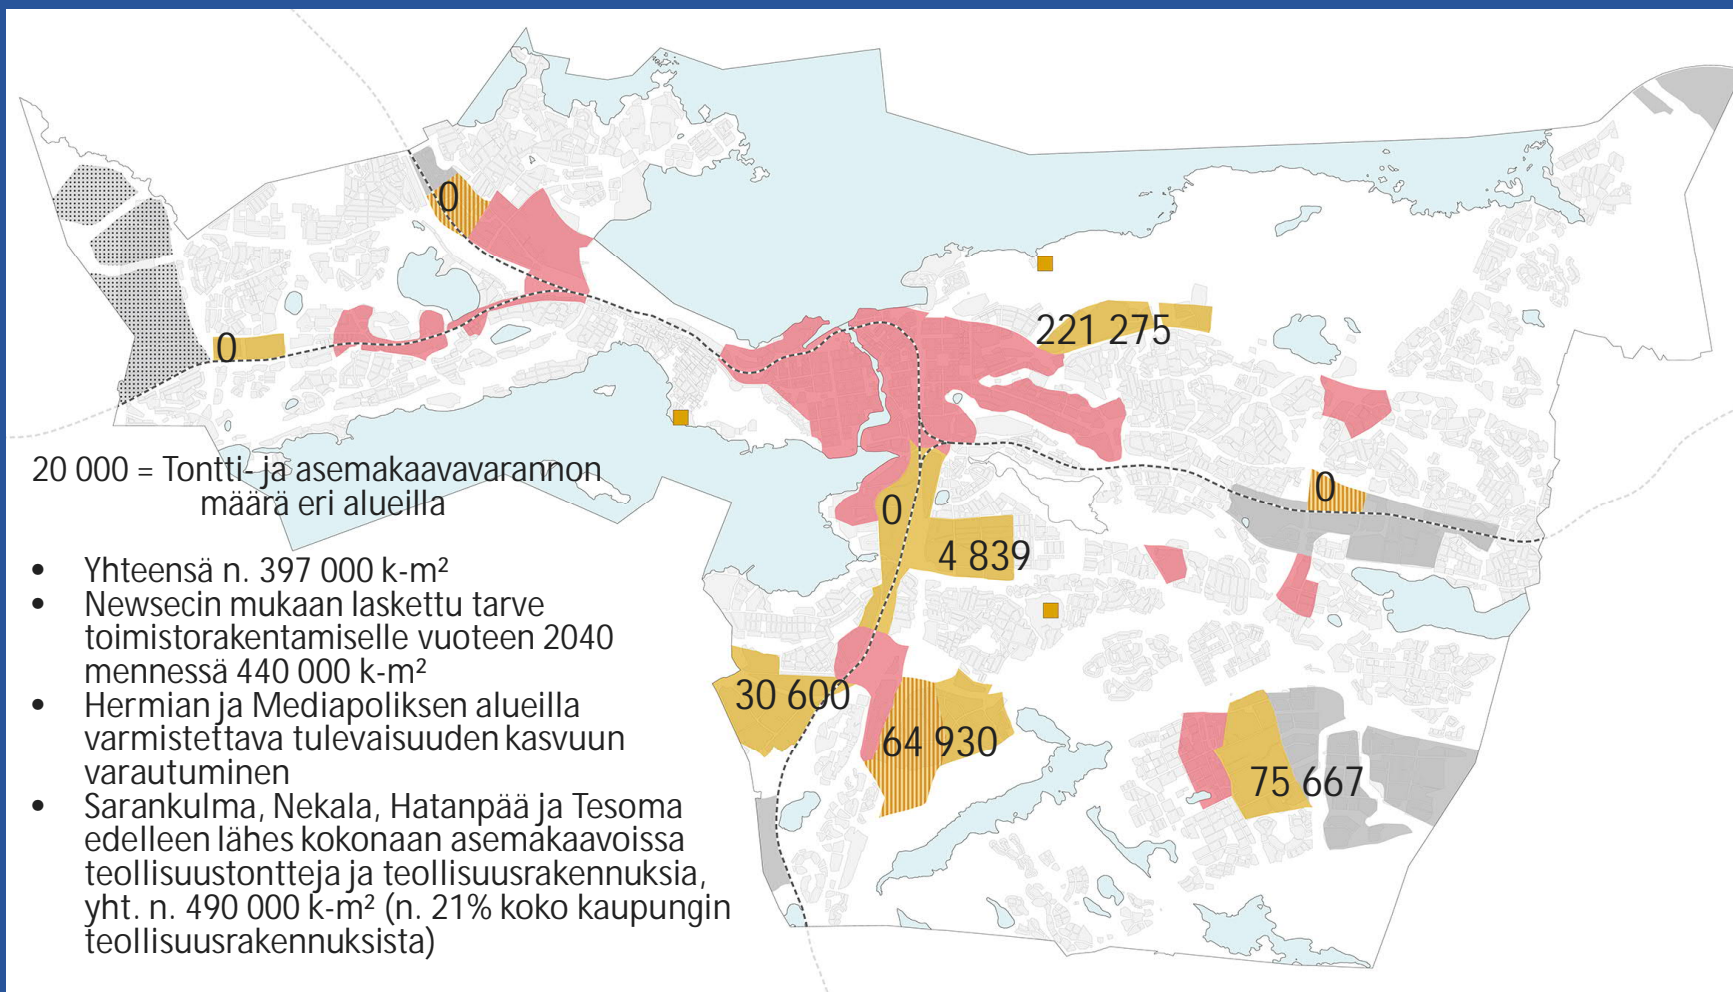 0
0
221 275
20 000 = Tontti- ja asemakaavavarannon
määrä eri alueilla
0
0
4 839
• Yhteensä n. 397 000 k-m²
• Newsecin mukaan laskettu tarve
toimistorakentamiselle vuoteen 2040
mennessä 440 000 k-m²
• Hermian ja Mediapoliksen alueilla
varmistettava tulevaisuuden kasvuun
varautuminen
• Sarankulma, Nekala, Hatanpää ja Tesoma
edelleen lähes kokonaan asemakaavoissa
teollisuustontteja ja teollisuusrakennuksia,
yht. n. 490 000 k-m² (n. 21% koko kaupungin
teollisuusrakennuksista)
30 600
64 930
75 667